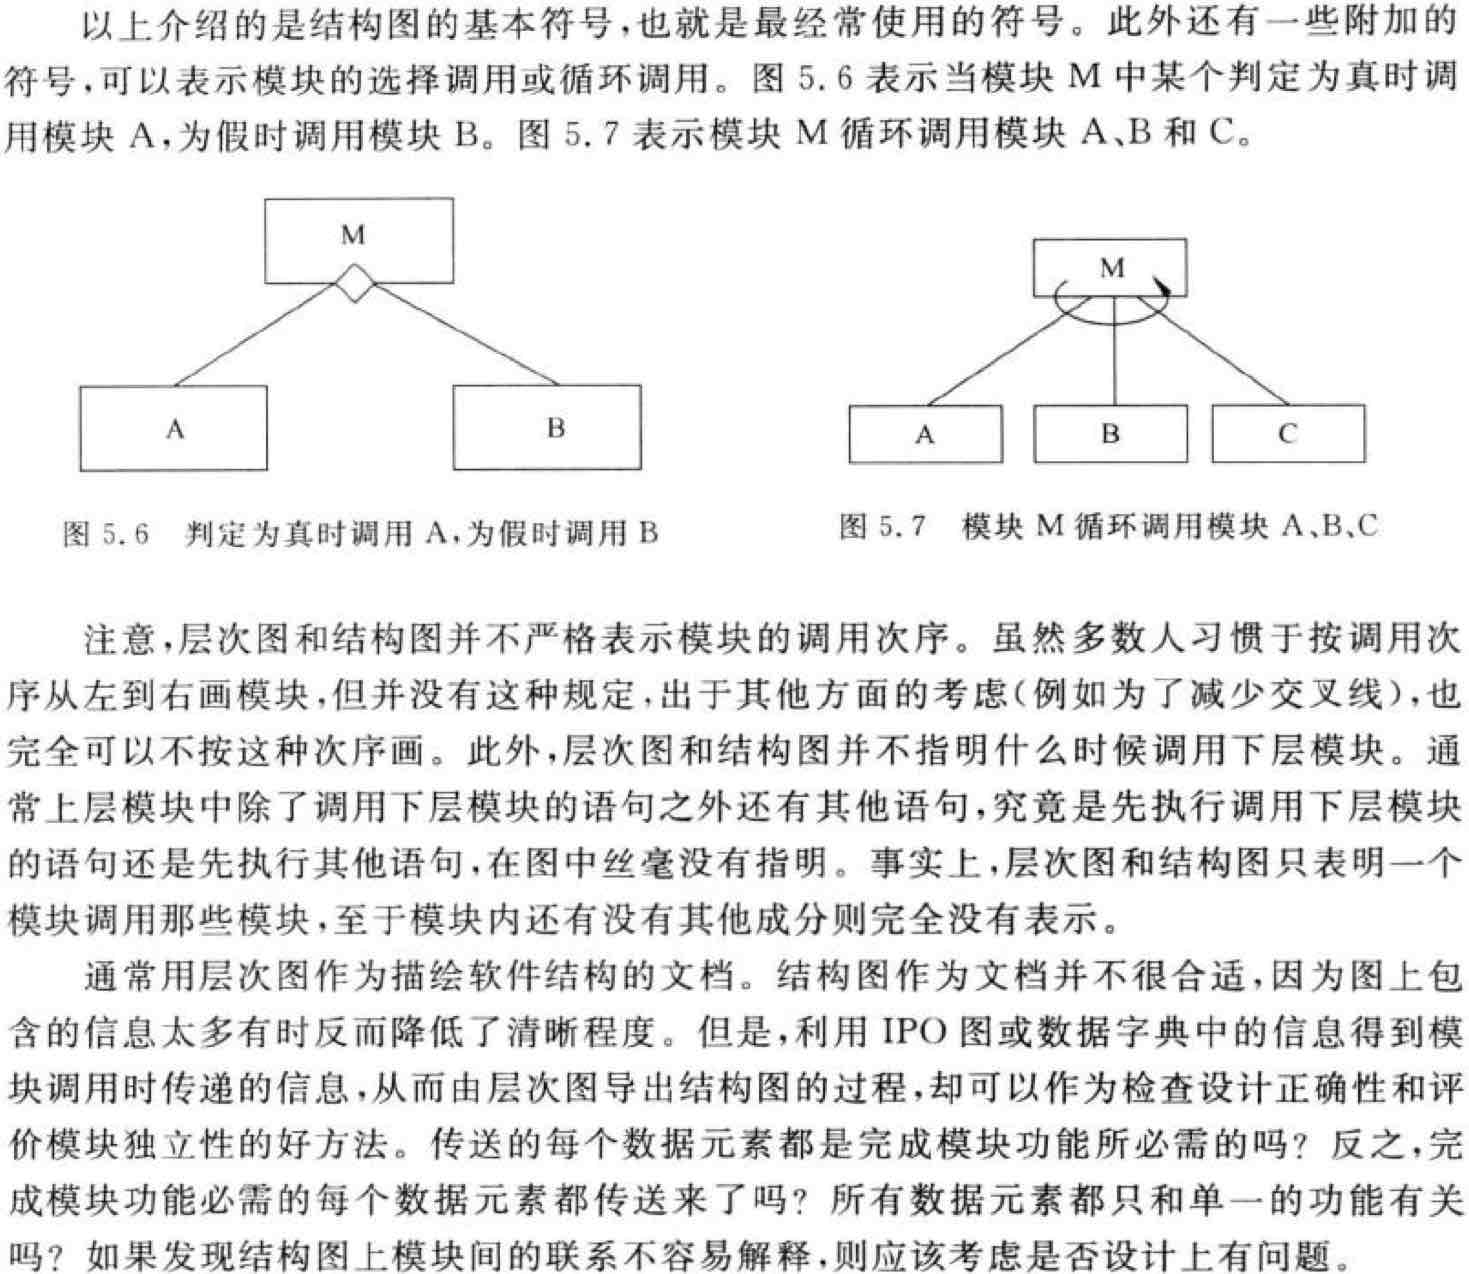 以上介绍的是结构图的基本符号,也就是最经常使用的符号。此外还有一些附加的
符号,可以表示模块的选择调用或循环调用。图 5.6 表示当模块 M 中某个判定为真时调
用模块 A,为假时调用模块 B。图 5.7 表示模块 M 循环调用模块 A、B 和 C。
M
A
B
图 5.6 判定为真时调用 A,为假时调用 B
M
A
B
C
图 5.7 模块 M 循环调用模块 A、B、C
注意,层次图和结构图并不严格表示模块的调用次序。虽然多数人习惯于按调用次
序从左到右画模块,但并没有这种规定,出于其他方面的考虑(例如为了减少交叉线),也
完全可以不按这种次序画。此外,层次图和结构图并不指明什么时候调用下层模块。通
常上层模块中除了调用下层模块的语句之外还有其他语句,究竟是先执行调用下层模块
的语句还是先执行其他语句,在图中丝毫没有指明。事实上,层次图和结构图只表明一个
模块调用那些模块,至于模块内还有没有其他成分则完全没有表示。
通常用层次图作为描绘软件结构的文档。结构图作为文档并不很合适,因为图上包
含的信息太多有时反而降低了清晰程度。但是,利用 IPO 图或数据字典中的信息得到模
块调用时传递的信息,从而由层次图导出结构图的过程,却可以作为检查设计正确性和评
价模块独立性的好方法。传送的每个数据元素都是完成模块功能所必需的吗? 反之,完
成模块功能必需的每个数据元素都传送来了吗? 所有数据元素都只和单一的功能有关
吗? 如果发现结构图上模块间的联系不容易解释,则应该考虑是否设计上有问题。